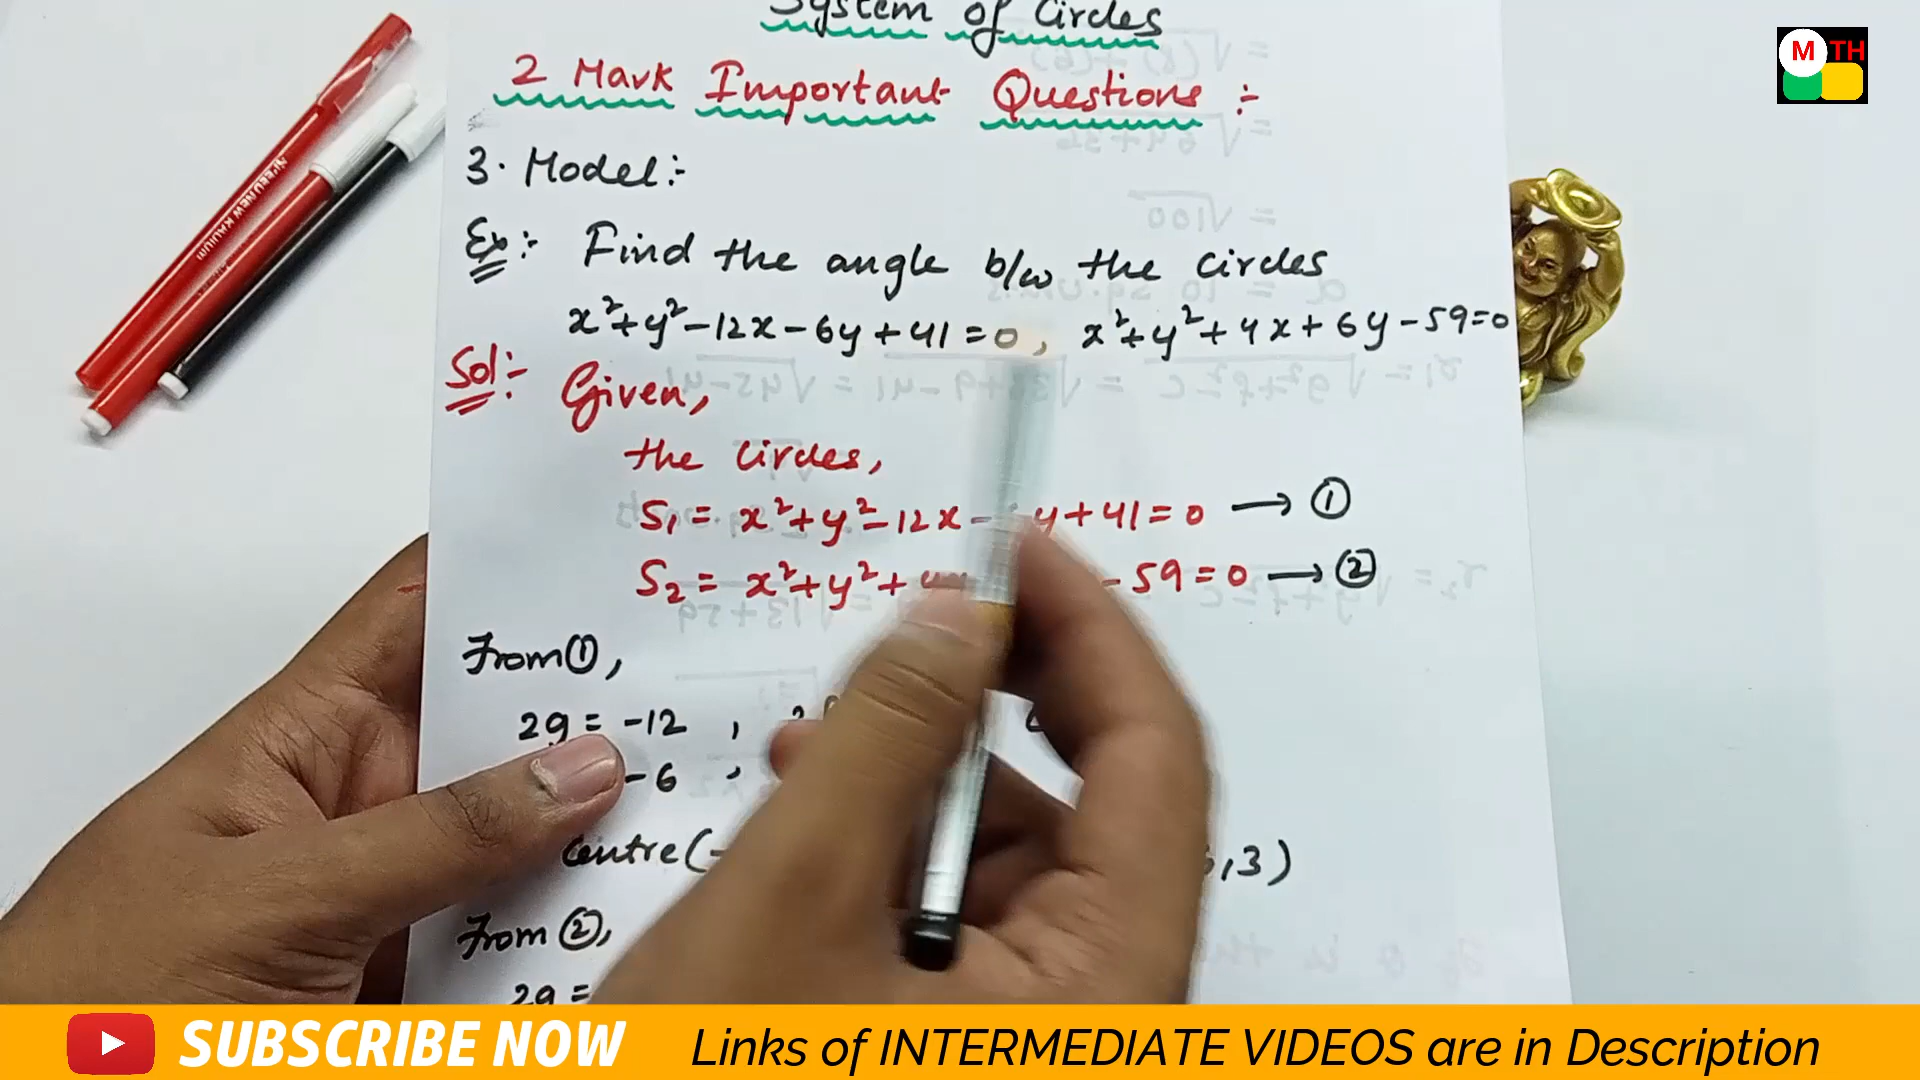 System of Circles
2 Mark Important Questions :-
3. Model:-
Ex:- Find the angle b/w the circles
x²+y²-12x-6y+41=0, x²+y²+4x+6y-59=0
Sol:- Given,
the circles,
S₁= x²+y²-12x- y+41=0 → ①
S₂= x²+y²+4 -59=0 → ②
From①,
2g= -12 , 2
-6 ,
centre(- ,3)
From ②,
2g=
M TH
SUBSCRIBE NOW
Links of INTERMEDIATE VIDEOS are in Description